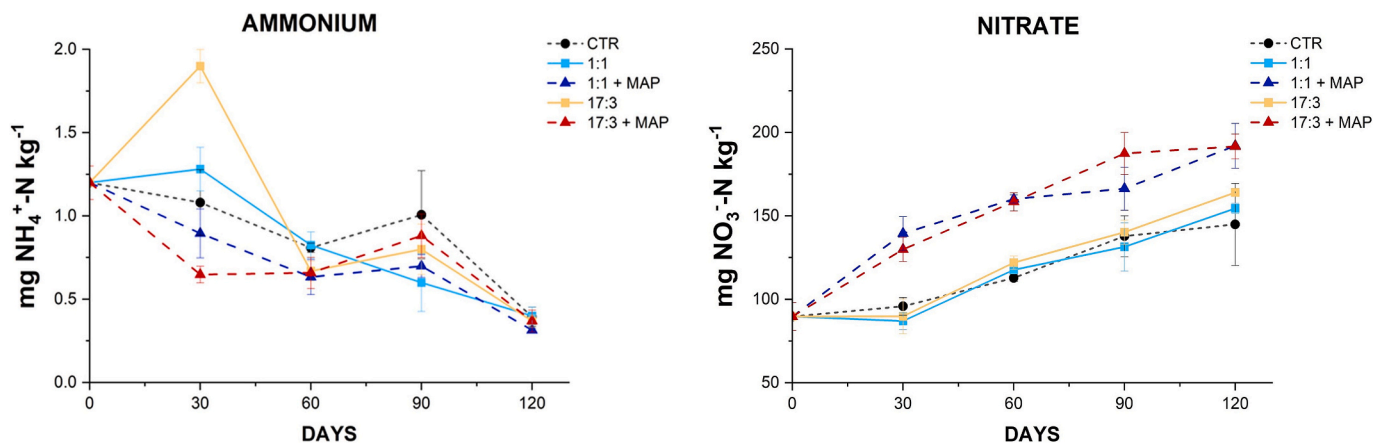 AMMONIUM
mg NH₄⁺-N kg⁻¹
2.0
1.5
1.0
0.5
0.0
0 30 60 90 120
DAYS
CTR
1:1
1:1 + MAP
17:3
17:3 + MAP
NITRATE
mg NO₃⁻-N kg⁻¹
250
200
150
100
50
0 30 60 90 120
DAYS
CTR
1:1
1:1 + MAP
17:3
17:3 + MAP